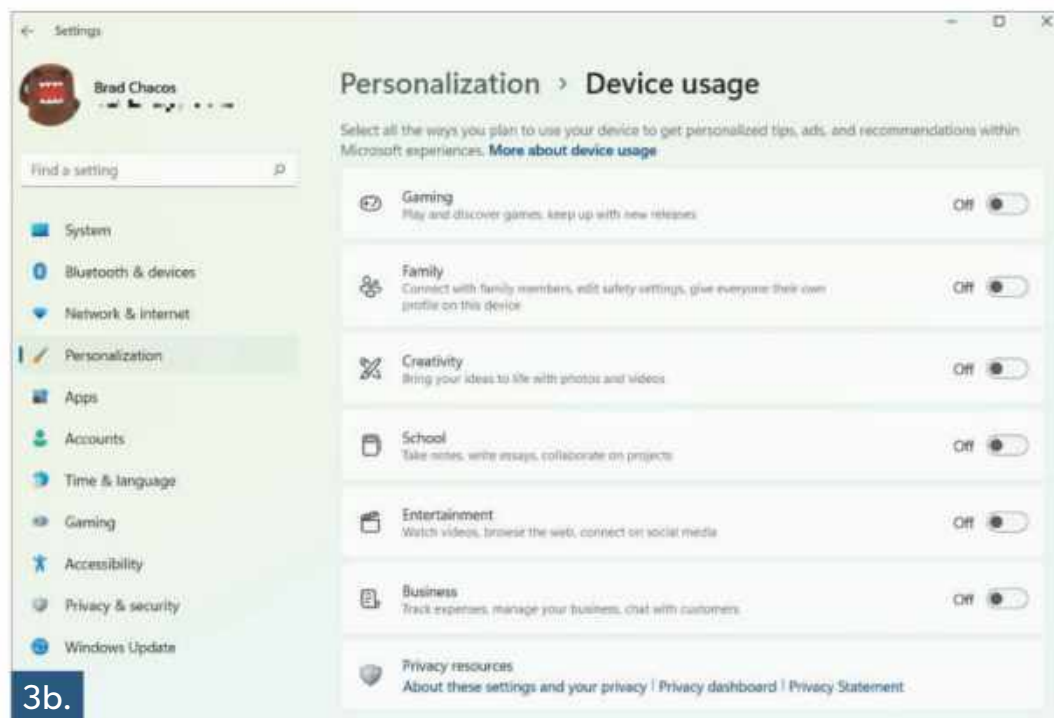 Settings
Brad Chacos
Find a setting
System
Bluetooth & devices
Network & internet
Personalization
Apps
Accounts
Time & language
Gaming
Accessibility
Privacy & security
Windows Update
Personalization > Device usage
Select all the ways you plan to use your device to get personalized tips, ads, and recommendations within
Microsoft experiences. More about device usage
Gaming
Play and discover games, keep up with new releases
Off
Family
Connect with family members, edit safety settings, give everyone their own
profile on this device
Off
Creativity
Bring your ideas to life with photos and videos
Off
School
Take notes, write essays, collaborate on projects
Off
Entertainment
Watch videos, browse the web, connect on social media
Off
Business
Track expenses, manage your business, chat with customers
Off
Privacy resources
About these settings and your privacy | Privacy dashboard | Privacy Statement
3b.